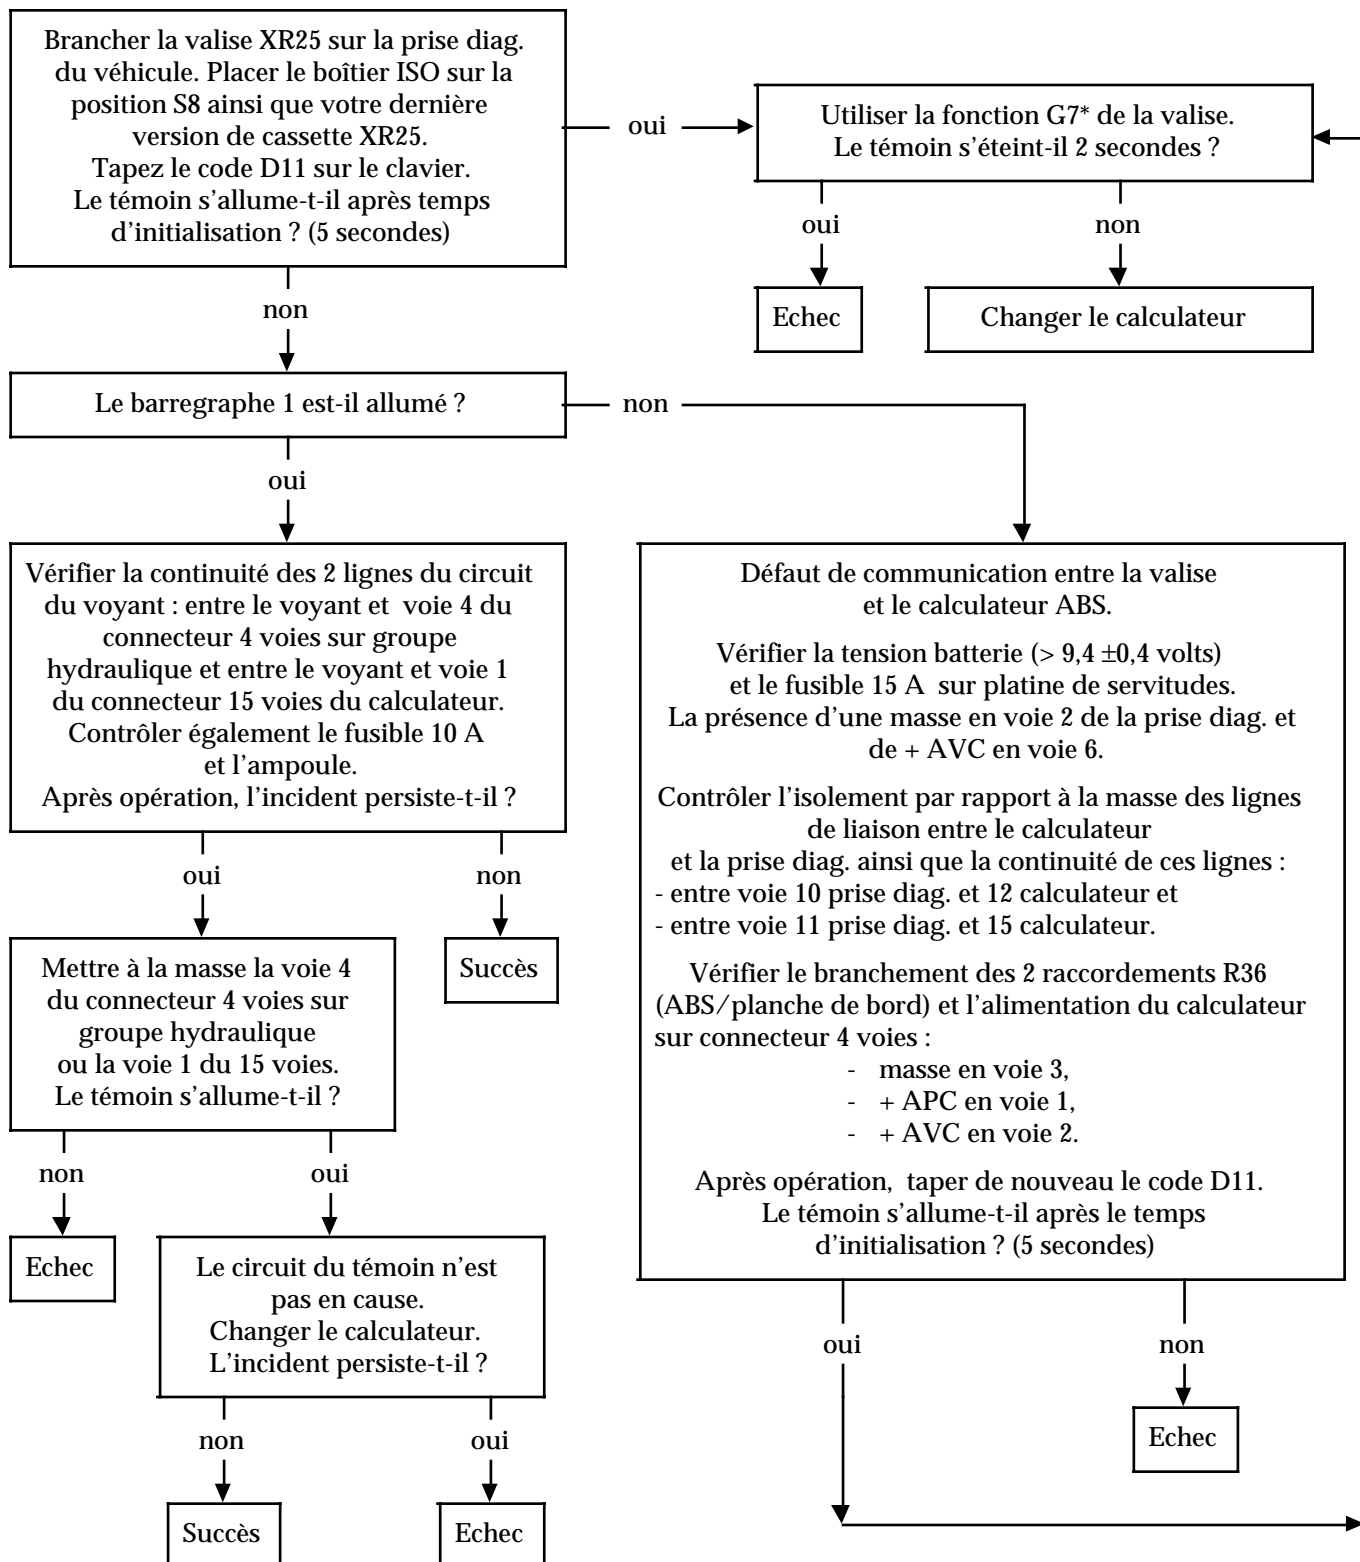 Brancher la valise XR25 sur la prise diag.
du véhicule. Placer le boîtier ISO sur la
position S8 ainsi que votre dernière
version de cassette XR25.
Tapez le code D11 sur le clavier.
Le témoin s'allume-t-il après temps
d'initialisation ? (5 secondes)
oui
Utiliser la fonction G7* de la valise.
Le témoin s'éteint-il 2 secondes ?
oui
non
Echec
Changer le calculateur
non
Le barregraphe 1 est-il allumé ?
non
oui
Vérifier la continuité des 2 lignes du circuit
du voyant : entre le voyant et voie 4 du
connecteur 4 voies sur groupe
hydraulique et entre le voyant et voie 1
du connecteur 15 voies du calculateur.
Contrôler également le fusible 10 A
et l'ampoule.
Après opération, l'incident persiste-t-il ?
oui
non
Mettre à la masse la voie 4
du connecteur 4 voies sur
groupe hydraulique
ou la voie 1 du 15 voies.
Le témoin s'allume-t-il ?
Succès
non
oui
Echec
Le circuit du témoin n'est
pas en cause.
Changer le calculateur.
L'incident persiste-t-il ?
non
oui
Succès
Echec
Défaut de communication entre la valise
et le calculateur ABS.
Vérifier la tension batterie (> 9,4 ±0,4 volts)
et le fusible 15 A sur platine de servitudes.
La présence d'une masse en voie 2 de la prise diag. et
de + AVC en voie 6.
Contrôler l'isolement par rapport à la masse des lignes
de liaison entre le calculateur
et la prise diag. ainsi que la continuité de ces lignes :
- entre voie 10 prise diag. et 12 calculateur et
- entre voie 11 prise diag. et 15 calculateur.
Vérifier le branchement des 2 raccordements R36
(ABS/planche de bord) et l'alimentation du calculateur
sur connecteur 4 voies :
- masse en voie 3,
- + APC en voie 1,
- + AVC en voie 2.
Après opération, taper de nouveau le code D11.
Le témoin s'allume-t-il après le temps
d'initialisation ? (5 secondes)
oui
non
Echec